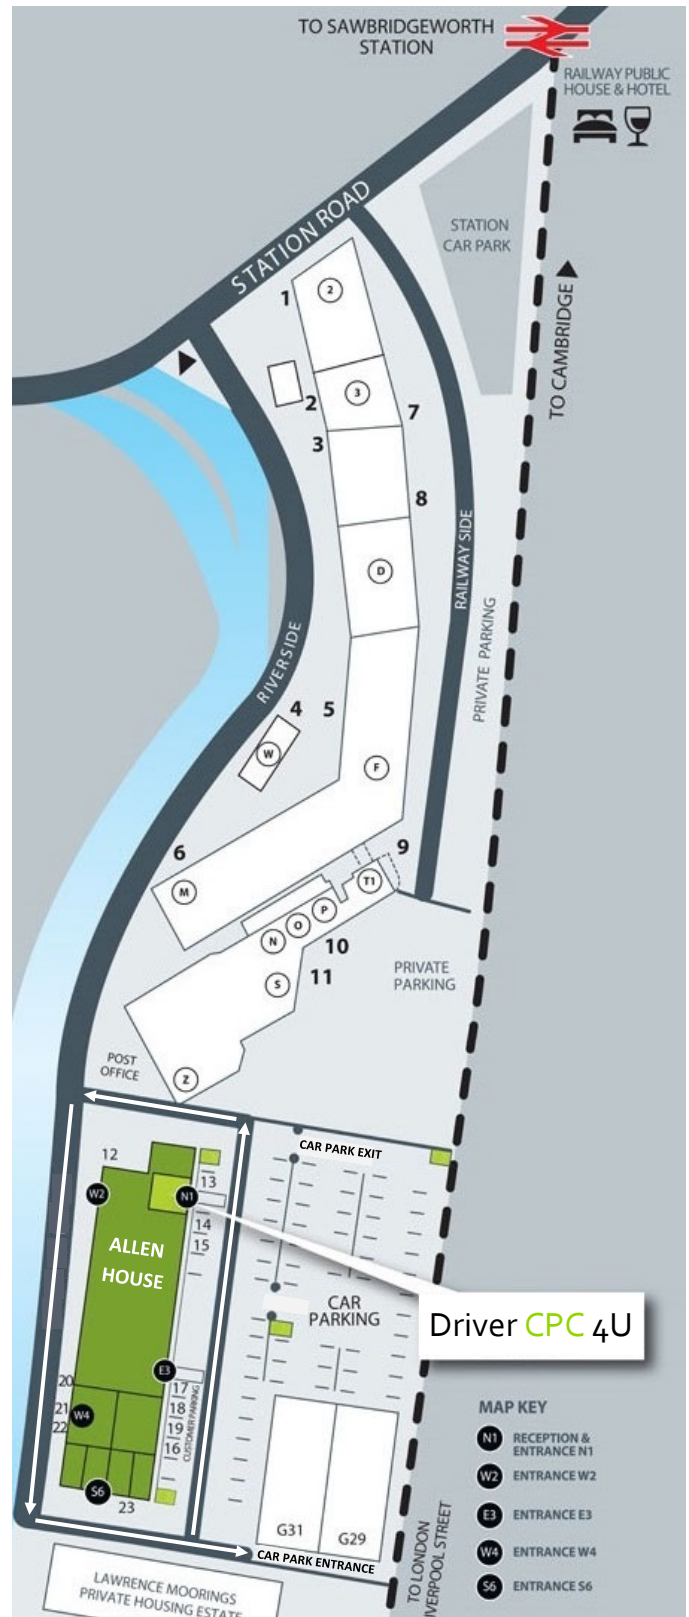 TO SAWBRIDGEWORTH
STATION
RAILWAY PUBLIC
HOUSE & HOTEL
STATION ROAD
STATION
CAR PARK
TO CAMBRIDGE
1
2
2
3
7
3
8
D
RAILWAY SIDE
PRIVATE PARKING
RIVERSIDE
4
5
W
F
6
9
M
T1
P
O
N
10
S
11
PRIVATE
PARKING
POST
OFFICE
Z
CAR PARK EXIT
12
13
W2
N1
14
15
ALLEN
HOUSE
CAR
PARKING
Driver CPC 4U
E3
20
17
21
W4
18
22
19
16
CUSTOMER PARKING
S6
23
G31
G29
MAP KEY
N1 RECEPTION &
ENTRANCE N1
W2 ENTRANCE W2
E3 ENTRANCE E3
W4 ENTRANCE W4
S6 ENTRANCE S6
CAR PARK ENTRANCE
TO LONDON
IVERPOOL STREET
LAWRENCE MOORINGS
PRIVATE HOUSING ESTATE